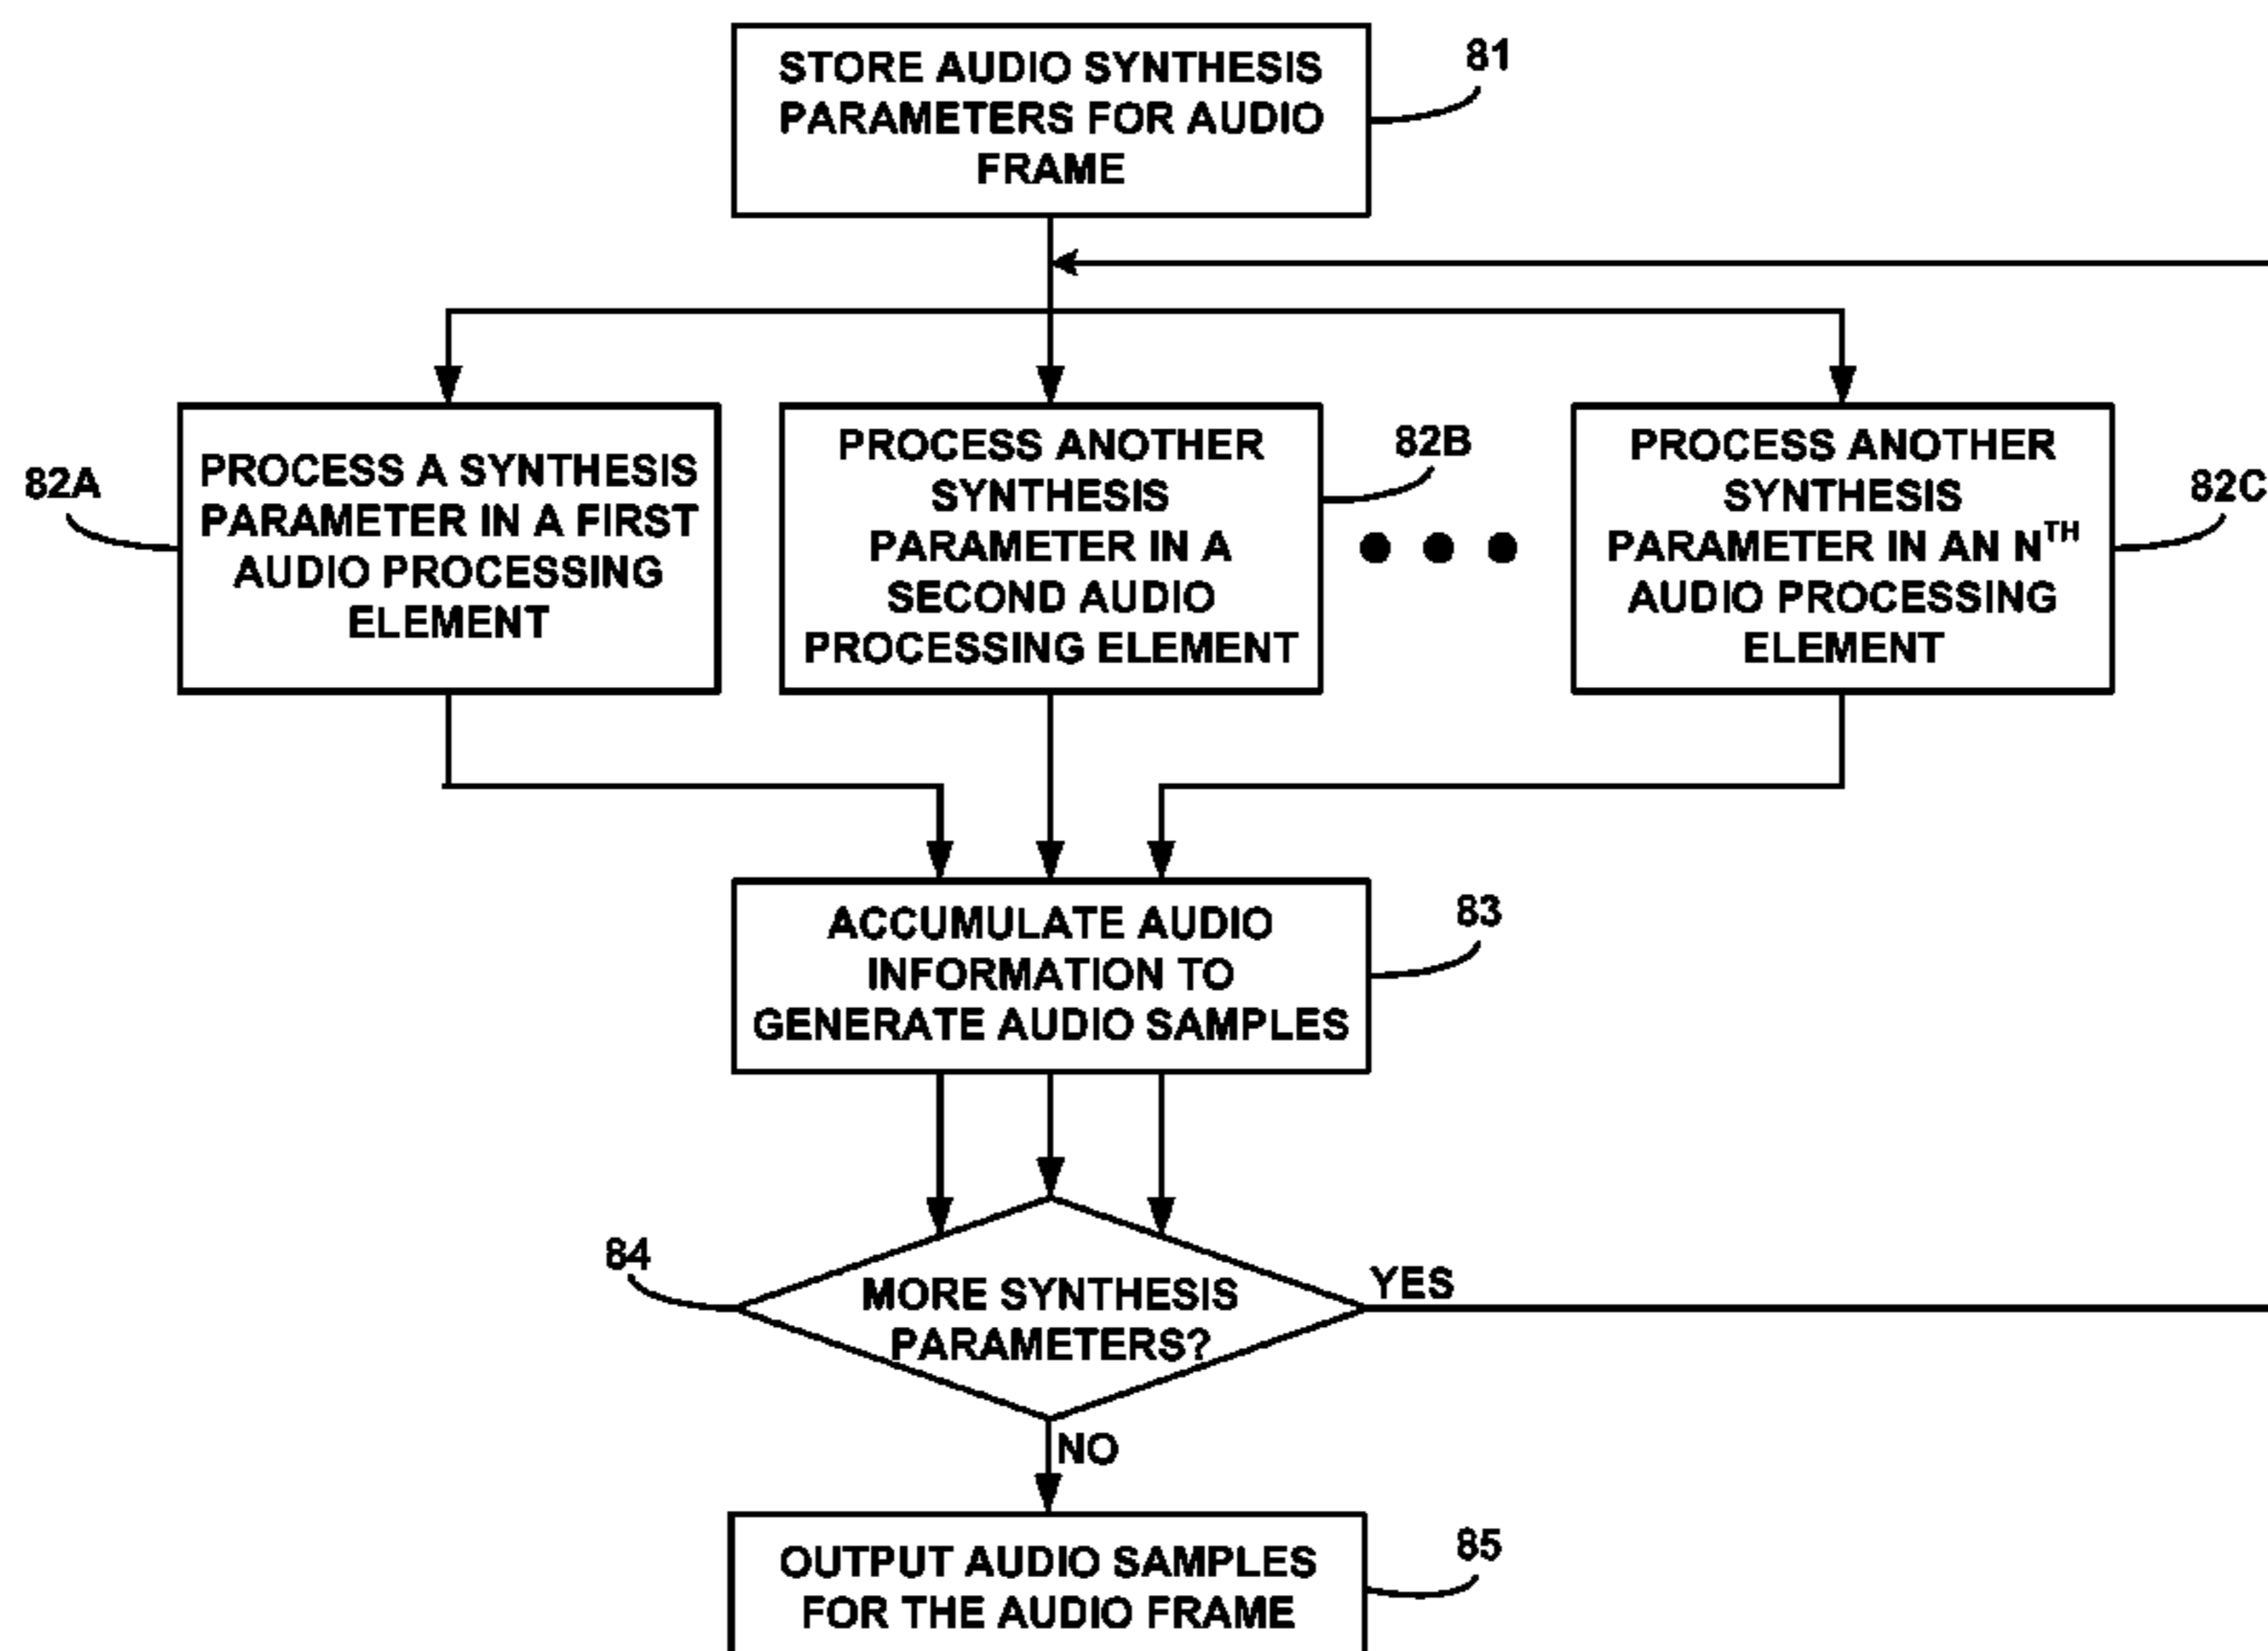 STORE AUDIO SYNTHESIS
PARAMETERS FOR AUDIO
FRAME
81
82A
PROCESS A SYNTHESIS
PARAMETER IN A FIRST
AUDIO PROCESSING
ELEMENT
PROCESS ANOTHER
SYNTHESIS
PARAMETER IN A
SECOND AUDIO
PROCESSING ELEMENT
82B
PROCESS ANOTHER
SYNTHESIS
PARAMETER IN AN NTH
AUDIO PROCESSING
ELEMENT
82C
ACCUMULATE AUDIO
INFORMATION TO
GENERATE AUDIO SAMPLES
83
84
MORE SYNTHESIS
PARAMETERS?
YES
NO
OUTPUT AUDIO SAMPLES
FOR THE AUDIO FRAME
85